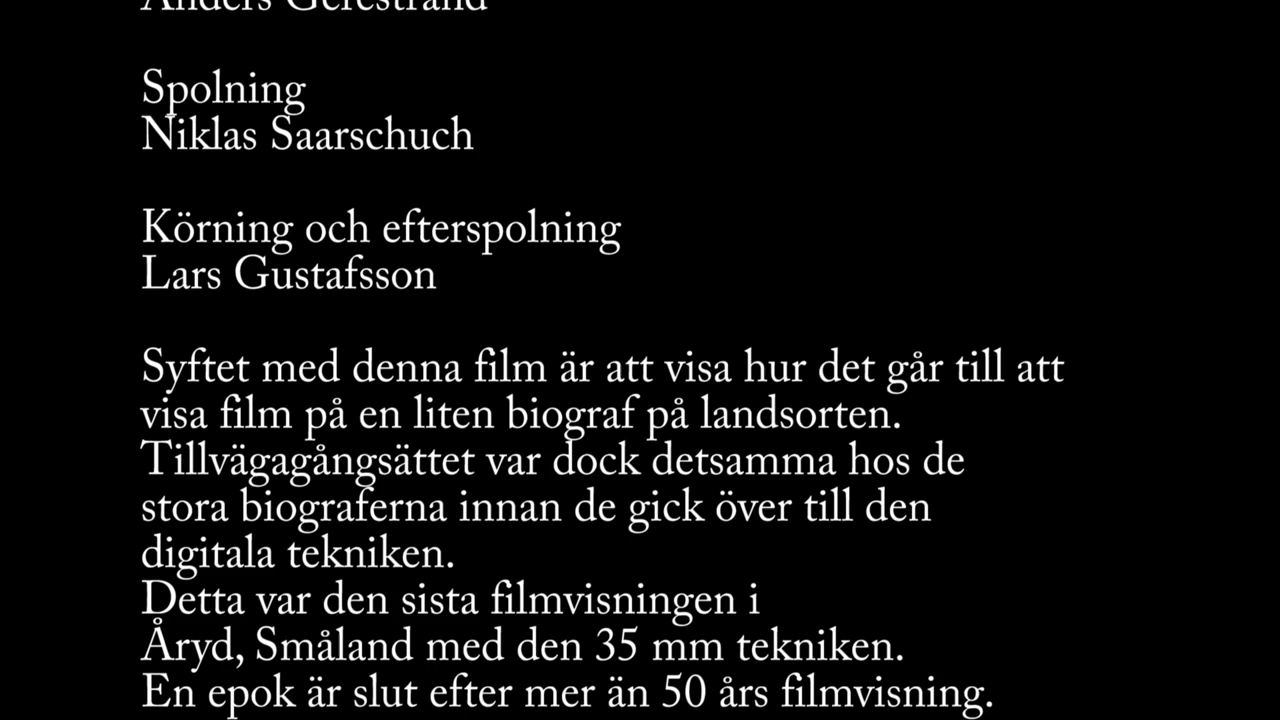 Anders Gerestrand
Spolning
Niklas Saarschuch
Körning och efterspolning
Lars Gustafsson
Syftet med denna film är att visa hur det går till att
visa film på en liten biograf på landsorten.
Tillvägagångsättet var dock detsamma hos de
stora biograferna innan de gick över till den
digitala tekniken.
Detta var den sista filmvisningen i
Åryd, Småland med den 35 mm tekniken.
En epok är slut efter mer än 50 års filmvisning.